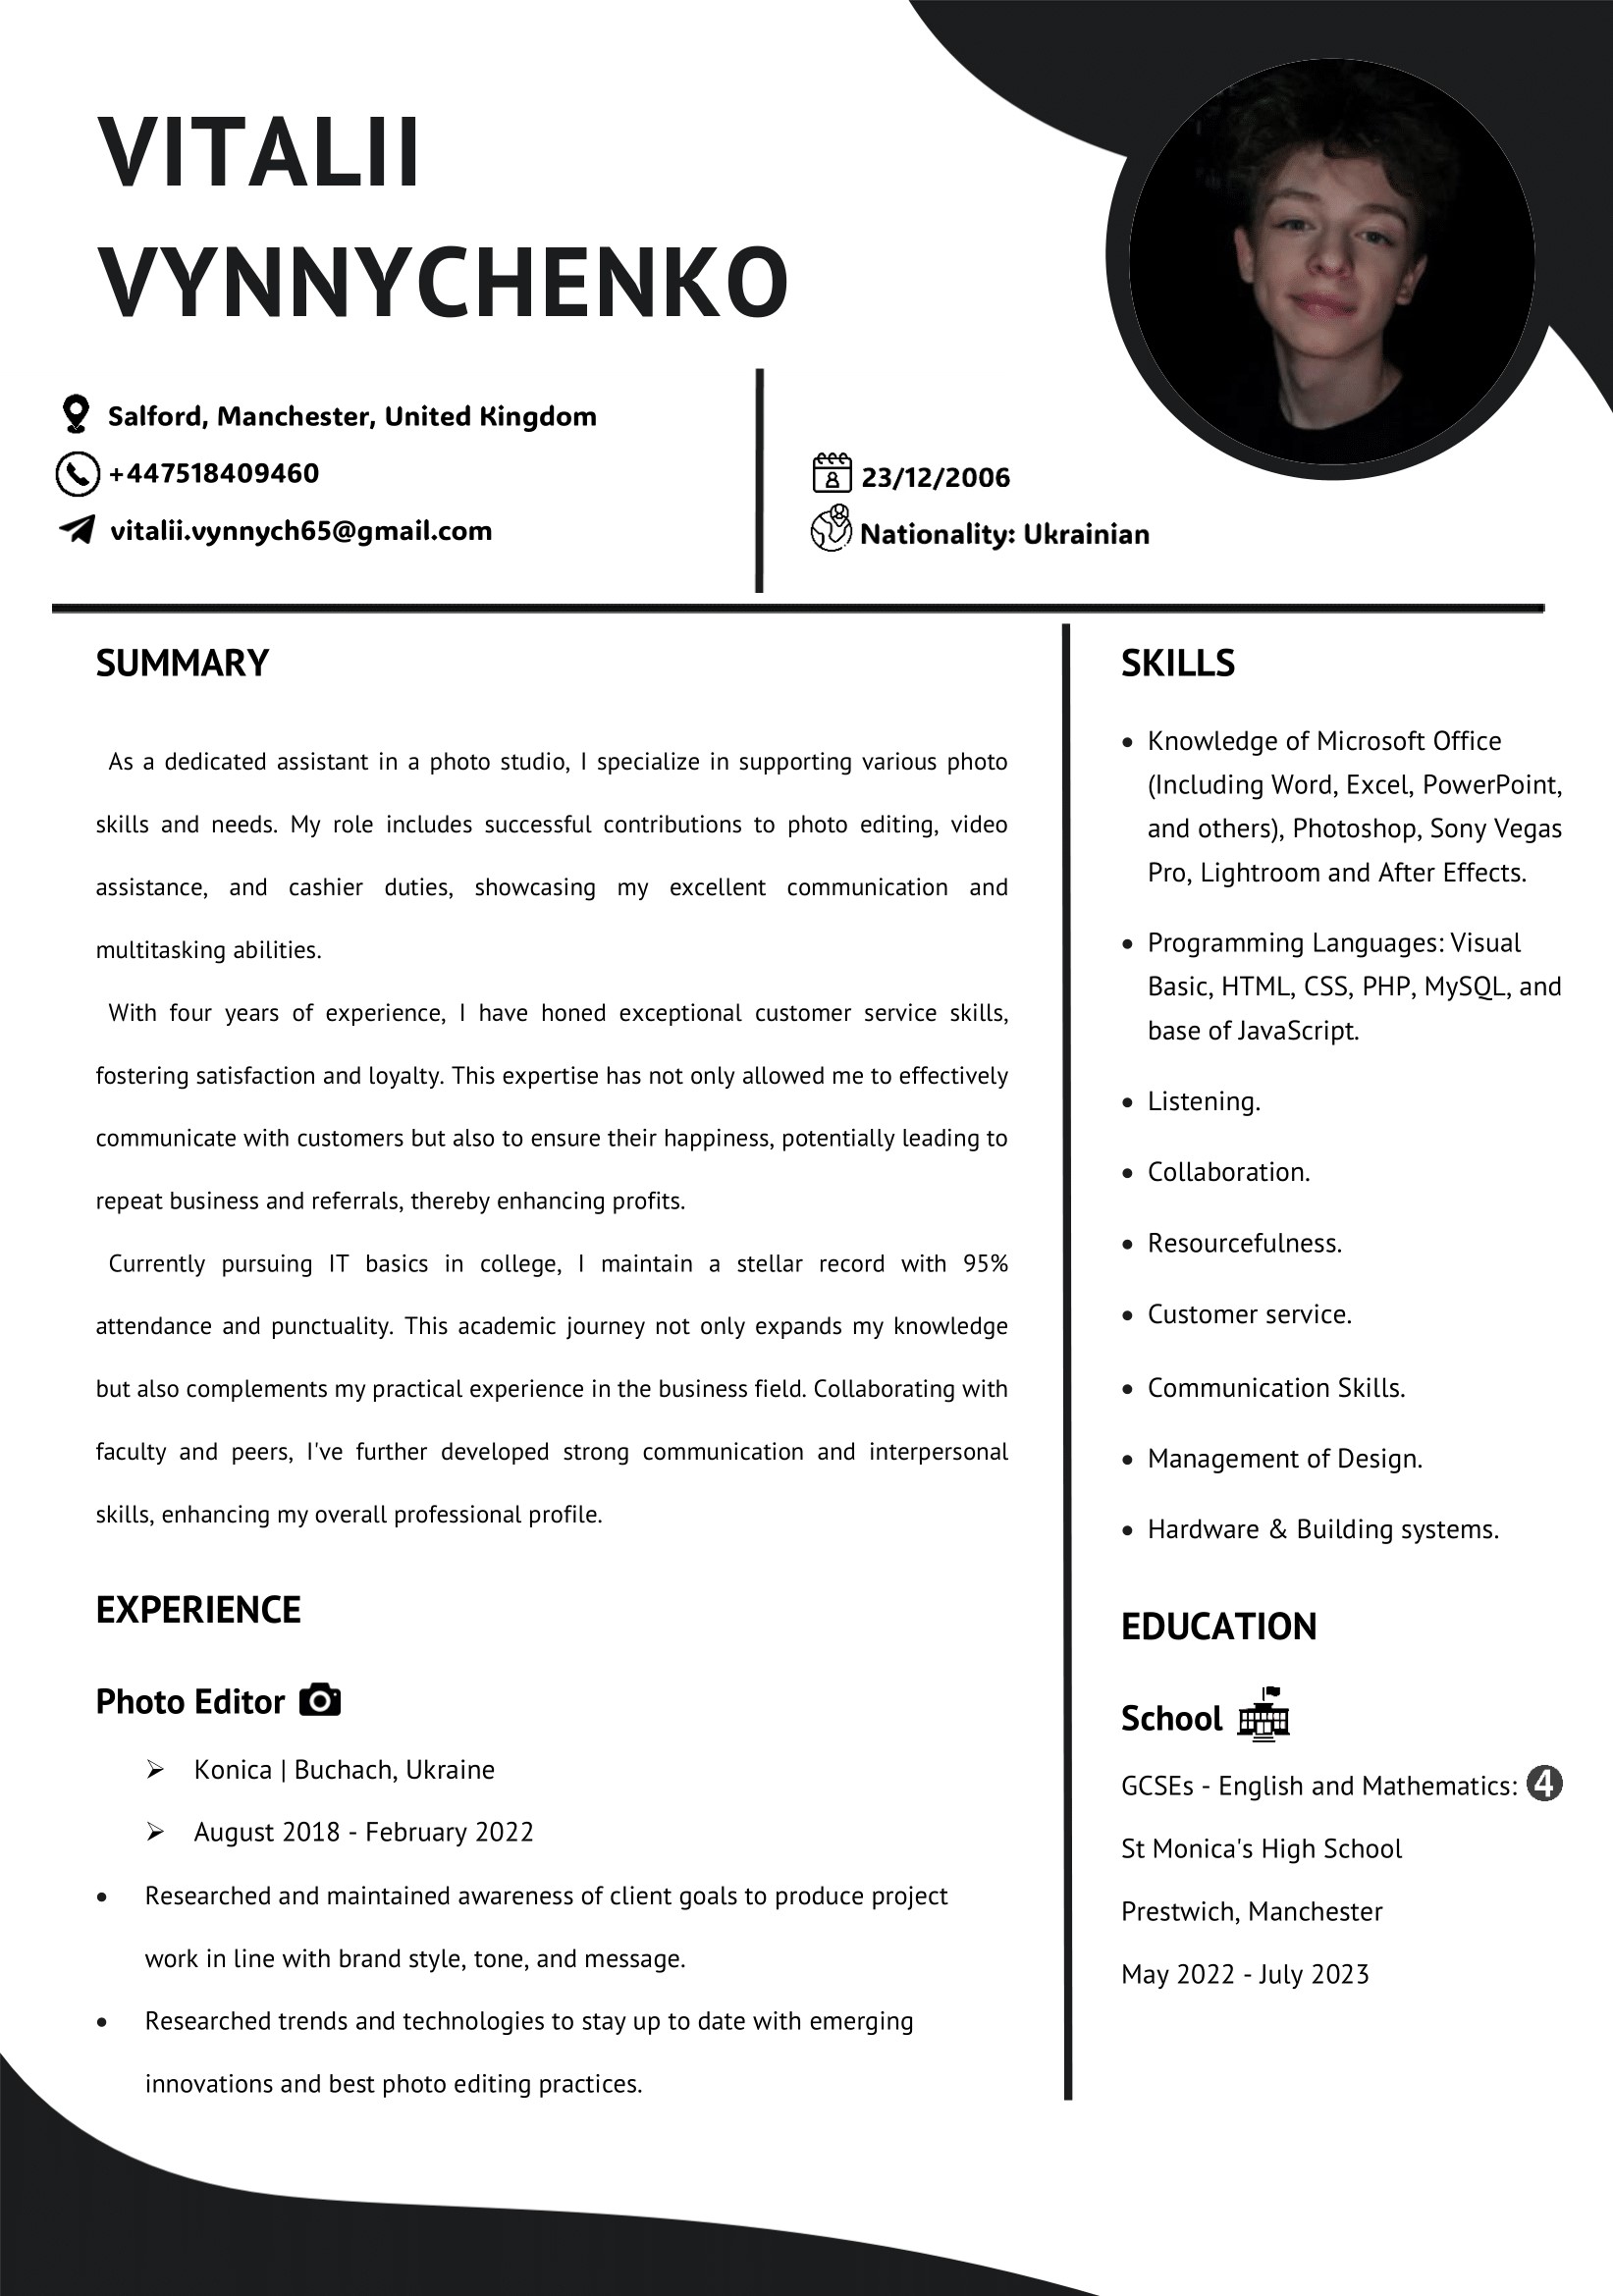 VITALII
VYNNYCHENKO
Salford, Manchester, United Kingdom
+447518409460
vitalii.vynnych65@gmail.com
23/12/2006
Nationality: Ukrainian
SUMMARY
As a dedicated assistant in a photo studio, I specialize in supporting various photo
skills and needs. My role includes successful contributions to photo editing, video
assistance, and cashier duties, showcasing my excellent communication and
multitasking abilities.
With four years of experience, I have honed exceptional customer service skills,
fostering satisfaction and loyalty. This expertise has not only allowed me to effectively
communicate with customers but also to ensure their happiness, potentially leading to
repeat business and referrals, thereby enhancing profits.
Currently pursuing IT basics in college, I maintain a stellar record with 95%
attendance and punctuality. This academic journey not only expands my knowledge
but also complements my practical experience in the business field. Collaborating with
faculty and peers, I've further developed strong communication and interpersonal
skills, enhancing my overall professional profile.
EXPERIENCE
Photo Editor
➢ Konica | Buchach, Ukraine
➢ August 2018 - February 2022
• Researched and maintained awareness of client goals to produce project
work in line with brand style, tone, and message.
• Researched trends and technologies to stay up to date with emerging
innovations and best photo editing practices.
SKILLS
• Knowledge of Microsoft Office
(Including Word, Excel, PowerPoint,
and others), Photoshop, Sony Vegas
Pro, Lightroom and After Effects.
• Programming Languages: Visual
Basic, HTML, CSS, PHP, MySQL, and
base of JavaScript.
• Listening.
• Collaboration.
• Resourcefulness.
• Customer service.
• Communication Skills.
• Management of Design.
• Hardware & Building systems.
EDUCATION
School
GCSEs - English and Mathematics: 4
St Monica's High School
Prestwich, Manchester
May 2022 - July 2023